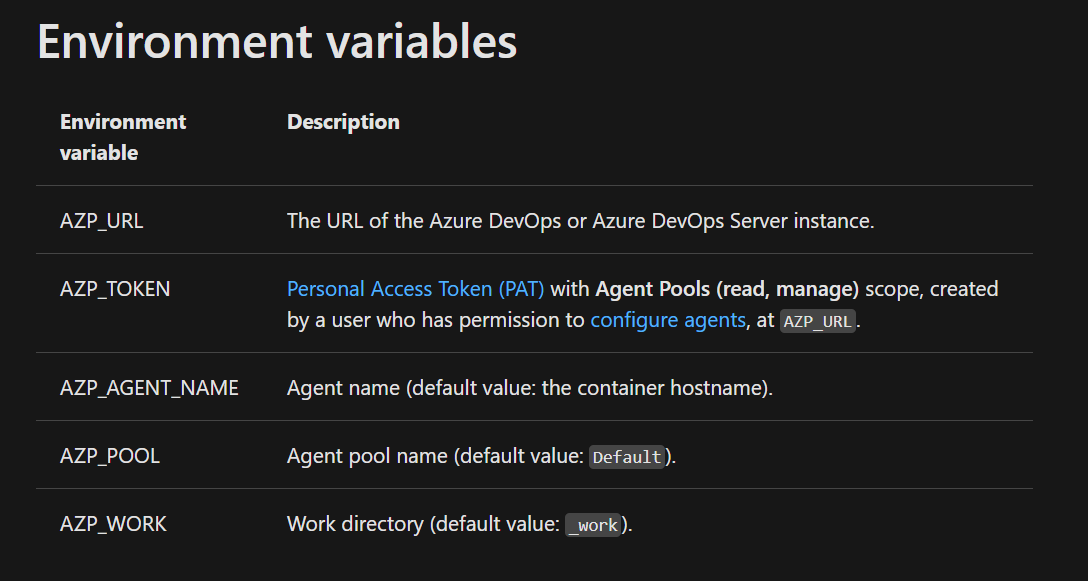 Environment variables
Environment variable
Description
AZP_URL
The URL of the Azure DevOps or Azure DevOps Server instance.
AZP_TOKEN
Personal Access Token (PAT) with Agent Pools (read, manage) scope, created
by a user who has permission to configure agents, at AZP_URL.
AZP_AGENT_NAME
Agent name (default value: the container hostname).
AZP_POOL
Agent pool name (default value: Default).
AZP_WORK
Work directory (default value: _work).